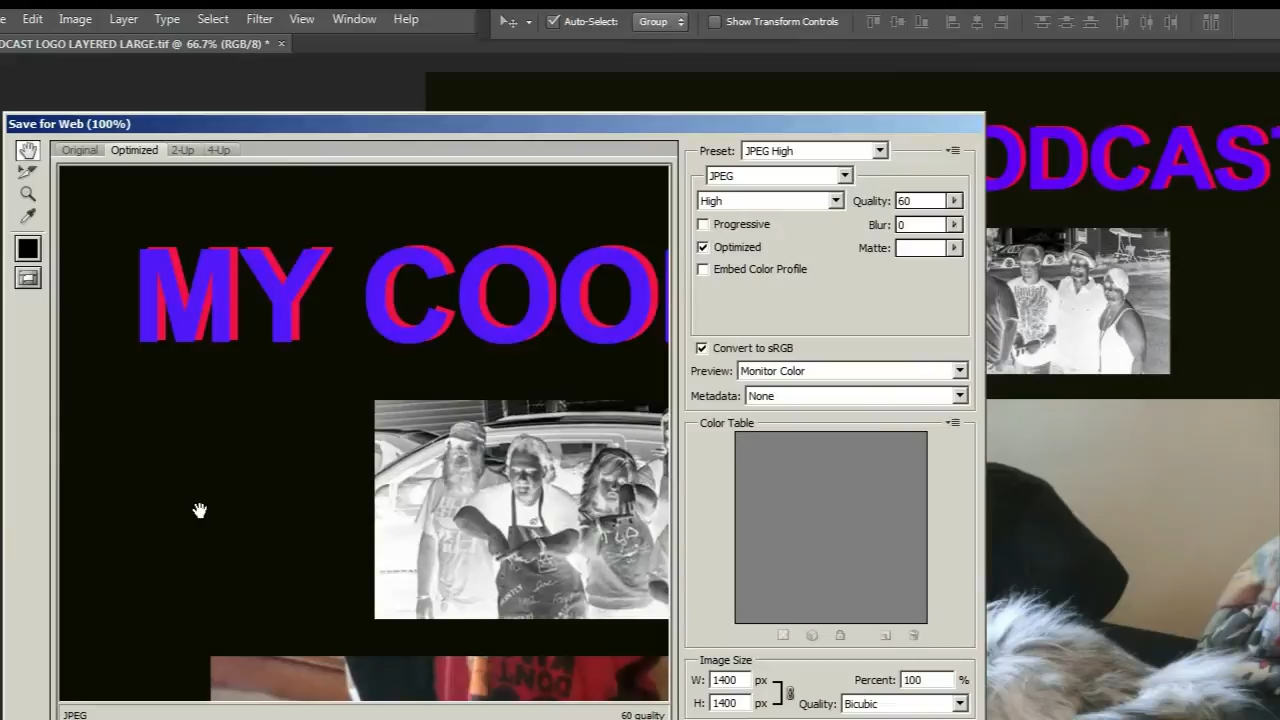 Edit Image Layer Type Select Filter View Window Help
Auto-Select: Group Show Transform Controls
DCAST LOGO LAYERED LARGE.tif @ 66.7% (RGB/8) * ×
Save for Web (100%)
Original Optimized 2-Up 4-Up
Preset: JPEG High
JPEG
High Quality: 60
Progressive Blur: 0
Optimized Matte:
Embed Color Profile
Convert to sRGB
Preview: Monitor Color
Metadata: None
Color Table
Image Size
W: 1400 px Percent: 100 %
H: 1400 px Quality: Bicubic
JPEG 60 quality
MY COO
ODCAST
DON'T